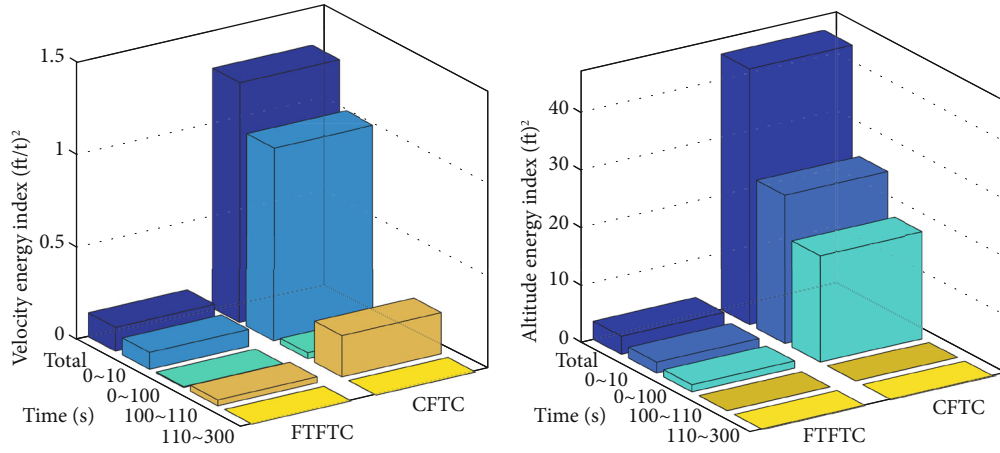 Velocity energy index (ft/t)²
1.5
1
0.5
0
Total
0~10
0~100
100~110
110~300
Time (s)
FTFTC
CFTC
Altitude energy index (ft)²
40
30
20
10
0
Total
0~10
0~100
100~110
110~300
Time (s)
FTFTC
CFTC